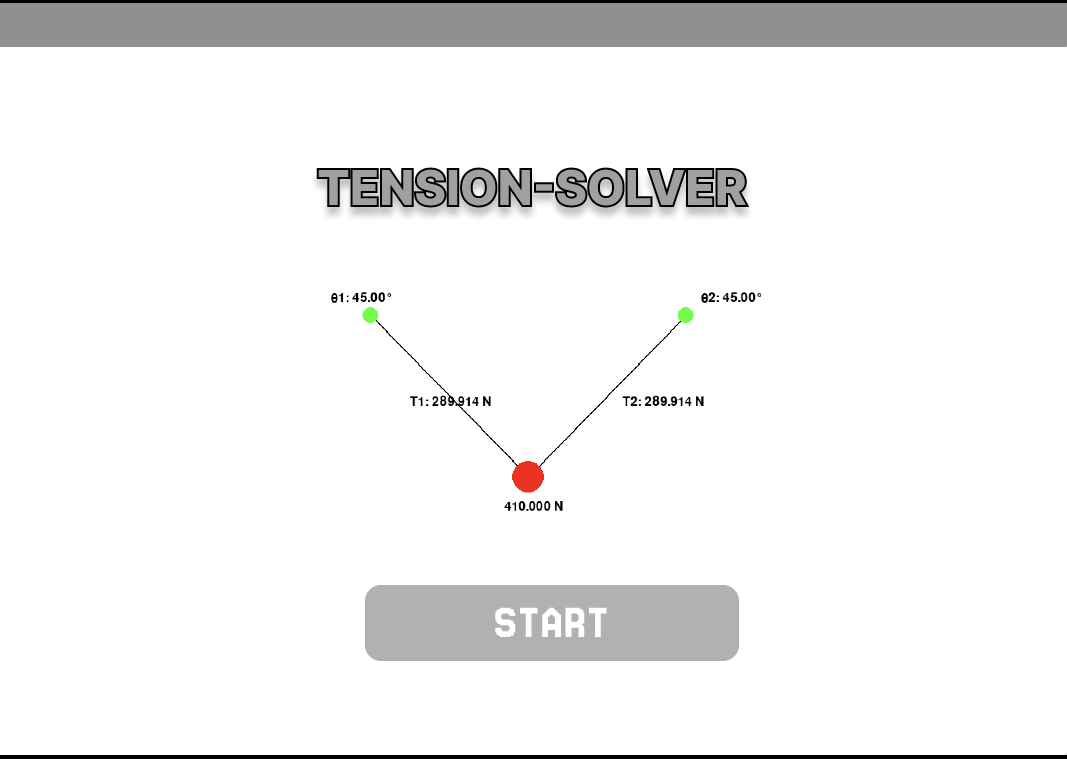 TENSION-SOLVER
θ1: 45.00°
θ2: 45.00°
T1: 289.914 N
T2: 289.914 N
410.000 N
START